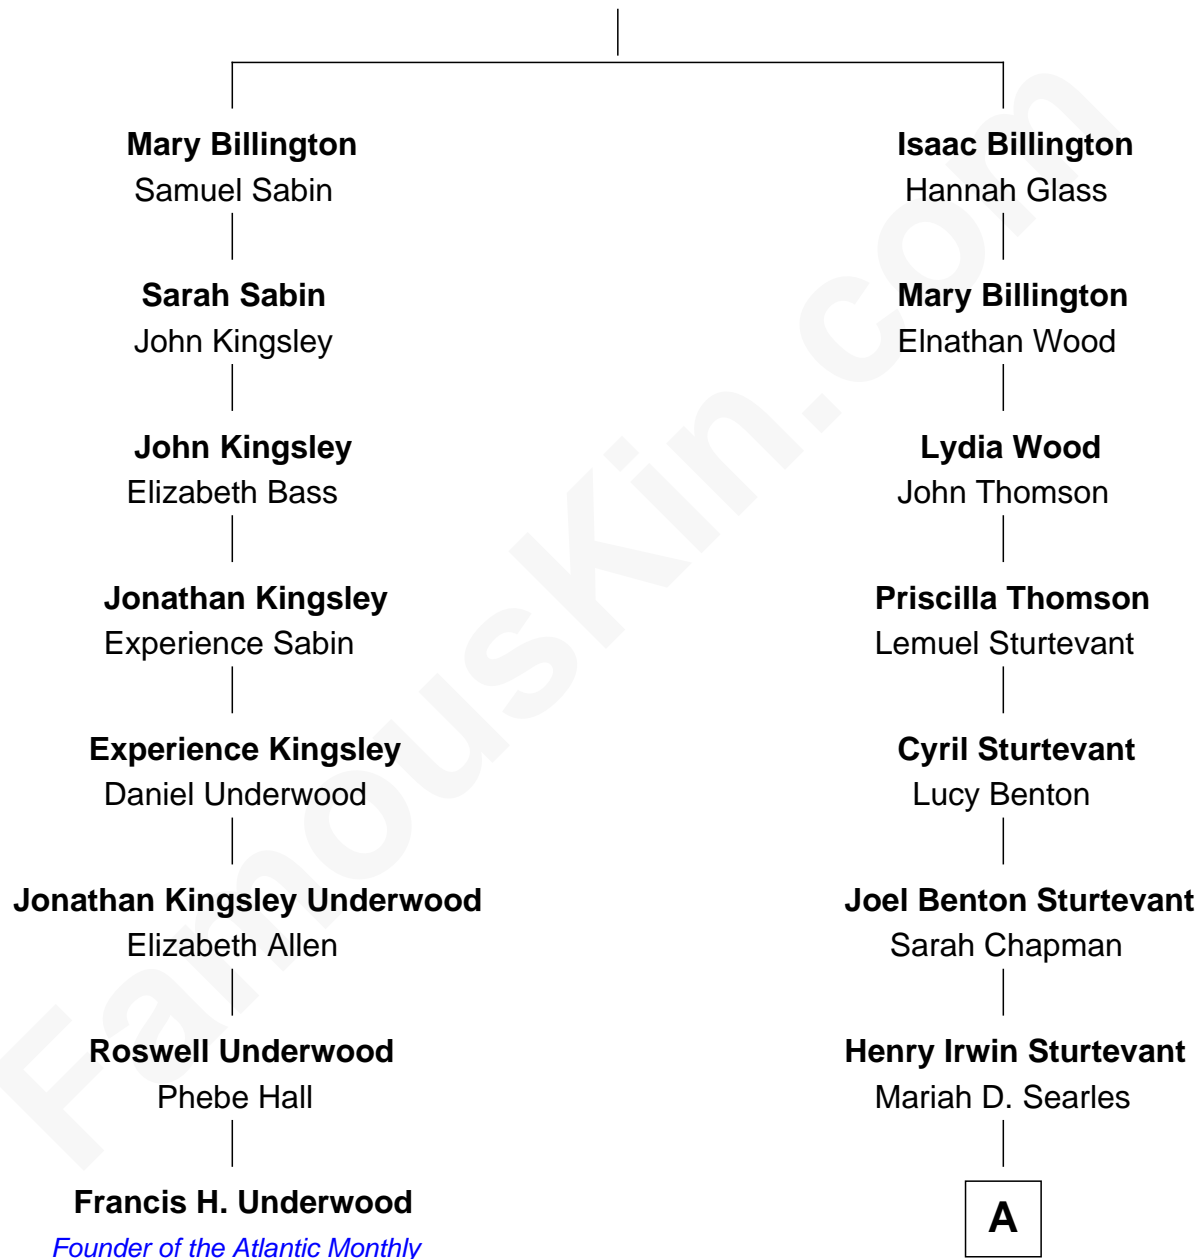 Mary Billington
Samuel Sabin
Sarah Sabin
John Kingsley
John Kingsley
Elizabeth Bass
Jonathan Kingsley
Experience Sabin
Experience Kingsley
Daniel Underwood
Jonathan Kingsley Underwood
Elizabeth Allen
Roswell Underwood
Phebe Hall
Francis H. Underwood
Founder of the Atlantic Monthly
Isaac Billington
Hannah Glass
Mary Billington
Elnathan Wood
Lydia Wood
John Thomson
Priscilla Thomson
Lemuel Sturtevant
Cyril Sturtevant
Lucy Benton
Joel Benton Sturtevant
Sarah Chapman
Henry Irwin Sturtevant
Mariah D. Searles
A
FamousKin.com